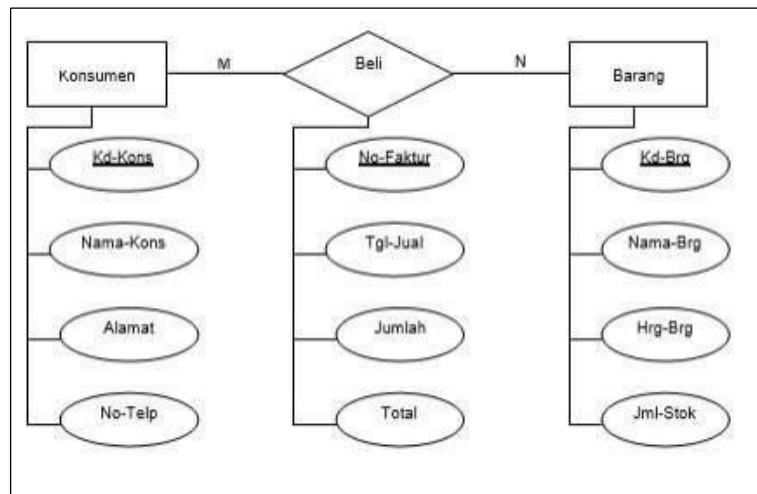 Konsumen
M
Beli
N
Barang
Kd-Kons
No-Faktur
Kd-Brg
Nama-Kons
Tgl-Jual
Nama-Brg
Alamat
Jumlah
Hrg-Brg
No-Telp
Total
Jml-Stok